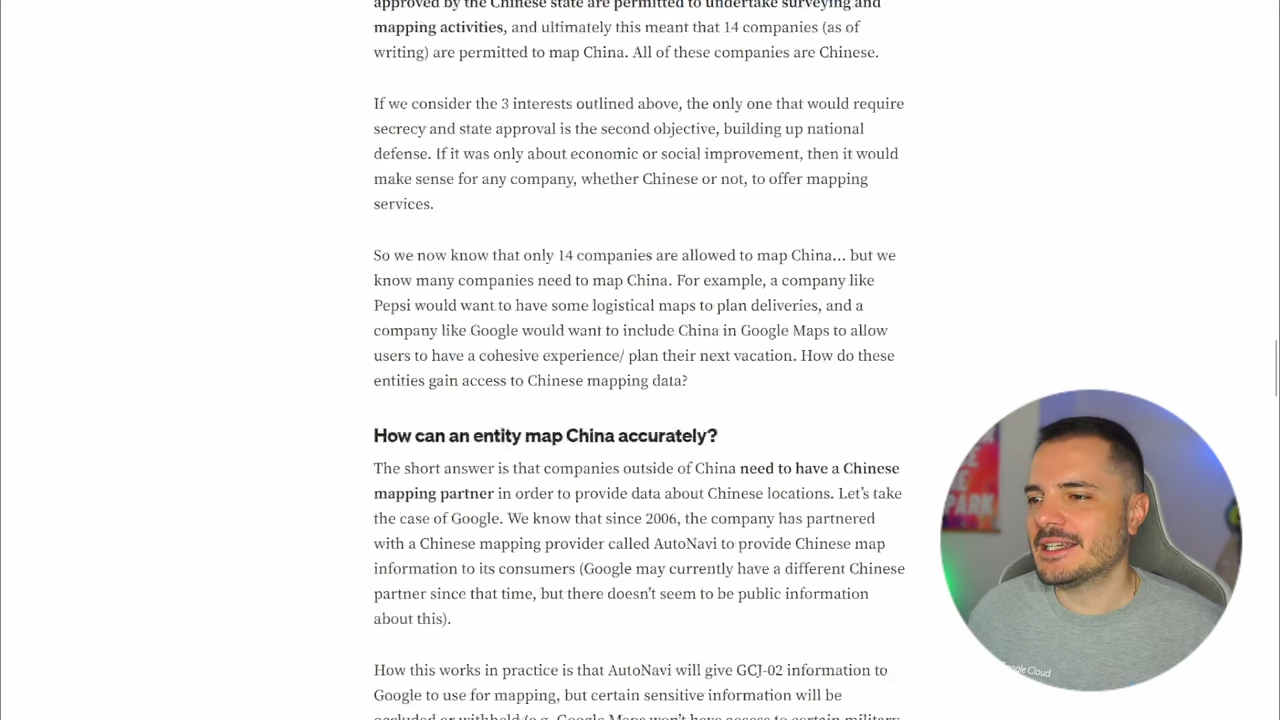 approved by the Chinese state are permitted to undertake surveying and
mapping activities, and ultimately this meant that 14 companies (as of
writing) are permitted to map China. All of these companies are Chinese.
If we consider the 3 interests outlined above, the only one that would require
secrecy and state approval is the second objective, building up national
defense. If it was only about economic or social improvement, then it would
make sense for any company, whether Chinese or not, to offer mapping
services.
So we now know that only 14 companies are allowed to map China... but we
know many companies need to map China. For example, a company like
Pepsi would want to have some logistical maps to plan deliveries, and a
company like Google would want to include China in Google Maps to allow
users to have a cohesive experience/ plan their next vacation. How do these
entities gain access to Chinese mapping data?
How can an entity map China accurately?
The short answer is that companies outside of China need to have a Chinese
mapping partner in order to provide data about Chinese locations. Let's take
the case of Google. We know that since 2006, the company has partnered
with a Chinese mapping provider called AutoNavi to provide Chinese map
information to its consumers (Google may currently have a different Chinese
partner since that time, but there doesn't seem to be public information
about this).
How this works in practice is that AutoNavi will give GCJ-02 information to
Google to use for mapping, but certain sensitive information will be
occluded or withheld (e.g. Google Maps won't have access to certain military
PARK
Cloud